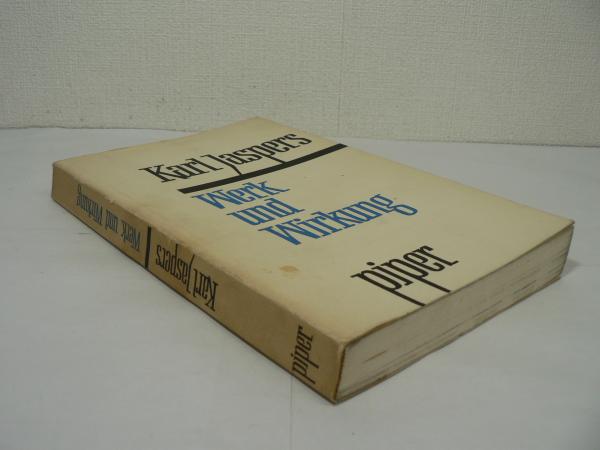 Karl Jaspers
Werk
und
Wirkung
piper
Werk und Wirkung
Karl Jaspers
piper